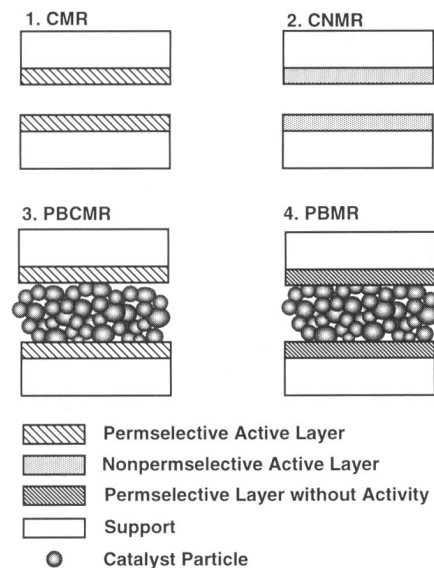 1. CMR
2. CNMR
3. PBCMR
4. PBMR
Permselective Active Layer
Nonpermselective Active Layer
Permselective Layer without Activity
Support
Catalyst Particle